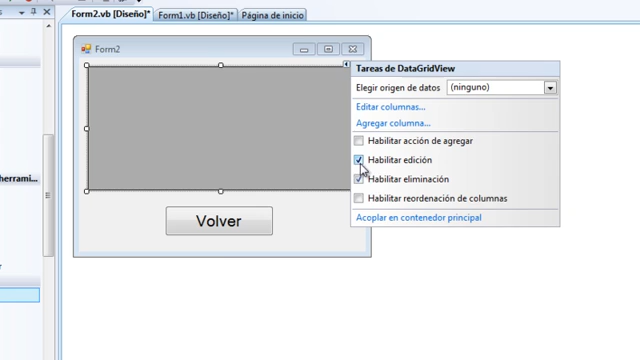 Form2.vb [Diseño]*
Form1.vb [Diseño]*
Página de inicio
Form2
Tareas de DataGridView
Elegir origen de datos
(ninguno)
Editar columnas...
Agregar columna...
Habilitar acción de agregar
Habilitar edición
Habilitar eliminación
Habilitar reordenación de columnas
Acoplar en contenedor principal
Volver
herrami...